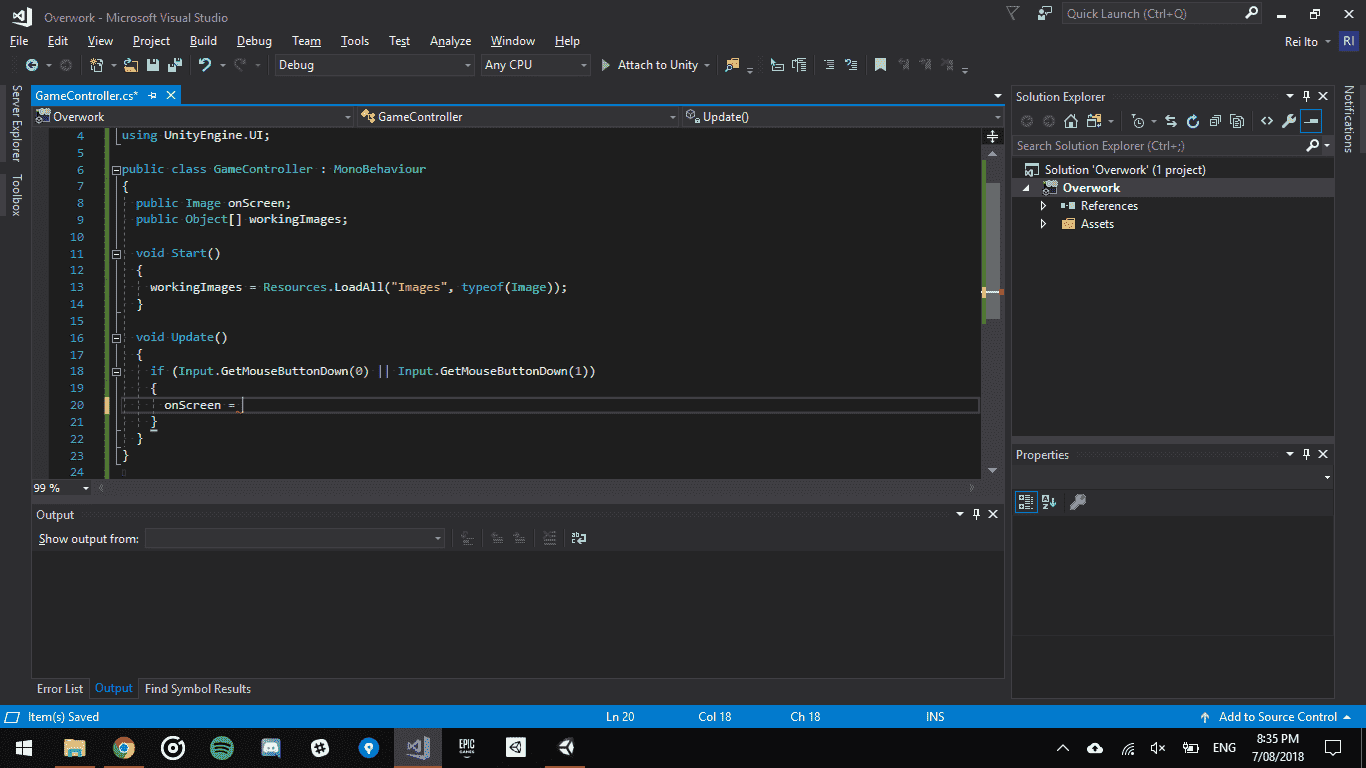 Overwork - Microsoft Visual Studio
Quick Launch (Ctrl+Q)
File Edit View Project Build Debug Team Tools Test Analyze Window Help
Rei Ito RI
Debug Any CPU Attach to Unity
Server Explorer
Toolbox
GameController.cs*
Overwork GameController Update()
4 using UnityEngine.UI;
5
6 public class GameController : MonoBehaviour
7 {
8 public Image onScreen;
9 public Object[] workingImages;
10
11 void Start()
12 {
13 workingImages = Resources.LoadAll("Images", typeof(Image));
14 }
15
16 void Update()
17 {
18 if (Input.GetMouseButtonDown(0) || Input.GetMouseButtonDown(1))
19 {
20 onScreen =
21 }
22 }
23 }
24
99 %
Output
Show output from:
Error List Output Find Symbol Results
Solution Explorer
Search Solution Explorer (Ctrl+;)
Solution 'Overwork' (1 project)
Overwork
References
Assets
Properties
Notifications
Item(s) Saved Ln 20 Col 18 Ch 18 INS Add to Source Control
EPIC
GAMES
ENG
8:35 PM
7/08/2018